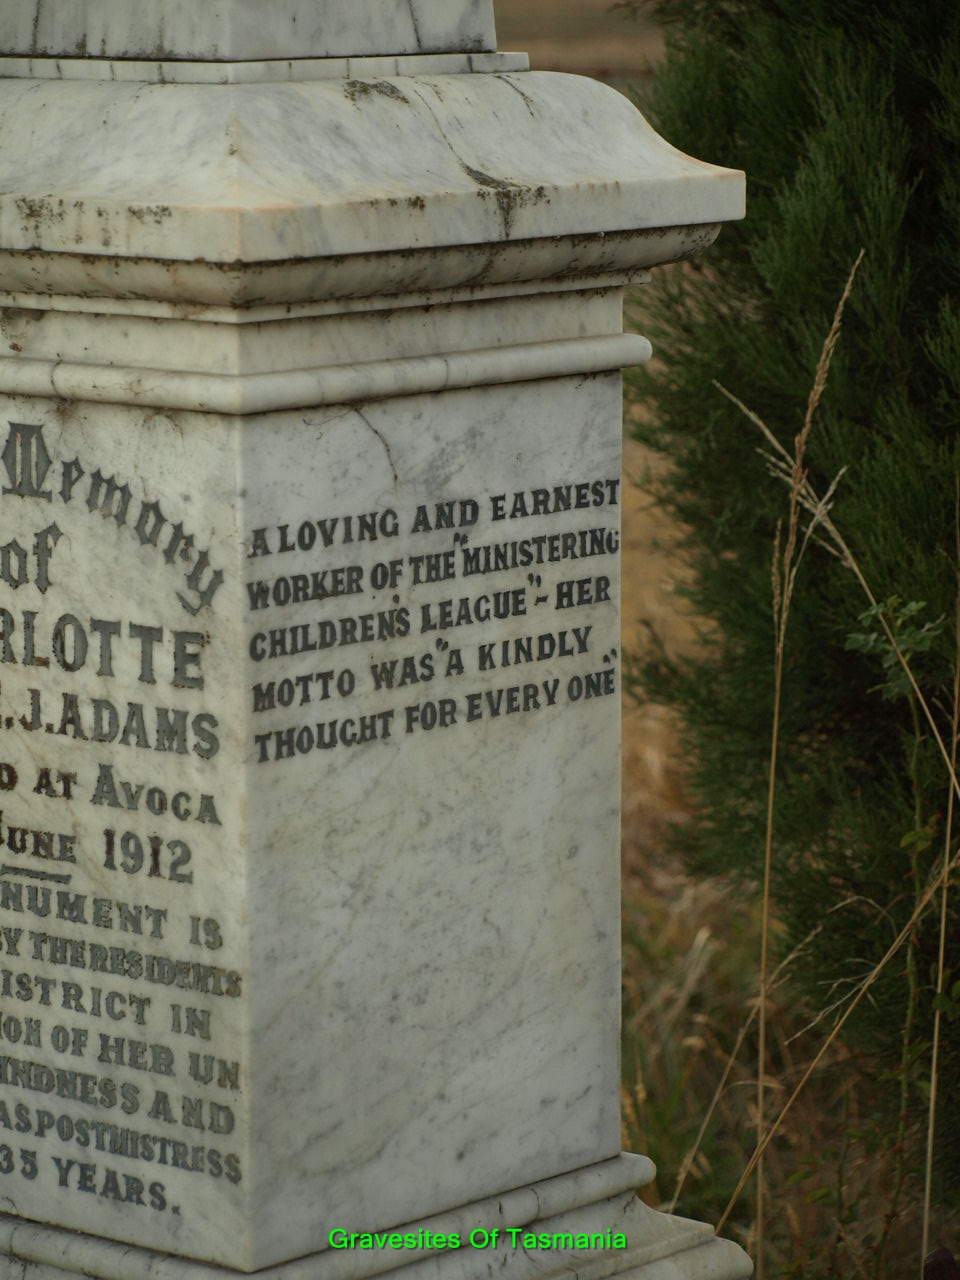 Memory
of
RLOTTE
E.J.ADAMS
D AT AVOCA
JUNE 1912
NUMENT IS
BY THE RESIDENTS
ISTRICT IN
ION OF HER UN
INDNESS AND
AS POSTMISTRESS
35 YEARS.
A LOVING AND EARNEST
WORKER OF THE "MINISTERING
CHILDREN'S LEAGUE"- HER
MOTTO WAS "A KINDLY
THOUGHT FOR EVERY ONE"
Gravesites Of Tasmania